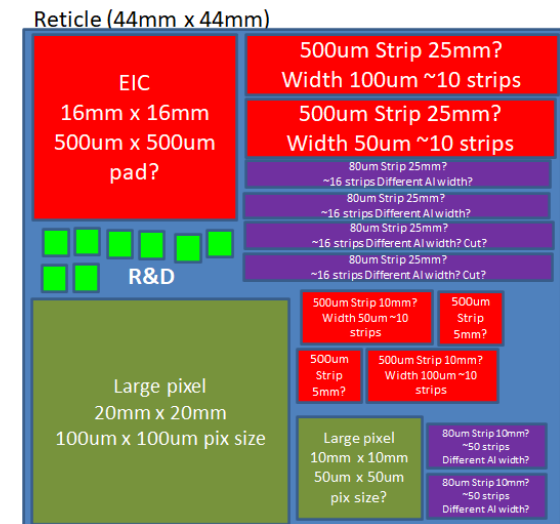 Reticle (44mm x 44mm)
EIC
16mm x 16mm
500um x 500um
pad?
500um Strip 25mm?
Width 100um ~10 strips
500um Strip 25mm?
Width 50um ~10 strips
80um Strip 25mm?
~16 strips Different Al width?
80um Strip 25mm?
~16 strips Different Al width?
80um Strip 25mm?
~16 strips Different Al width? Cut?
80um Strip 25mm?
~16 strips Different Al width? Cut?
R&D
500um Strip 10mm?
Width 50um ~10
strips
500um
Strip
5mm?
500um
Strip
5mm?
500um Strip 10mm?
Width 100um ~10
strips
Large pixel
20mm x 20mm
100um x 100um pix size
Large pixel
10mm x 10mm
50um x 50um
pix size?
80um Strip 10mm?
~50 strips
Different Al width?
80um Strip 10mm?
~50 strips
Different Al width?